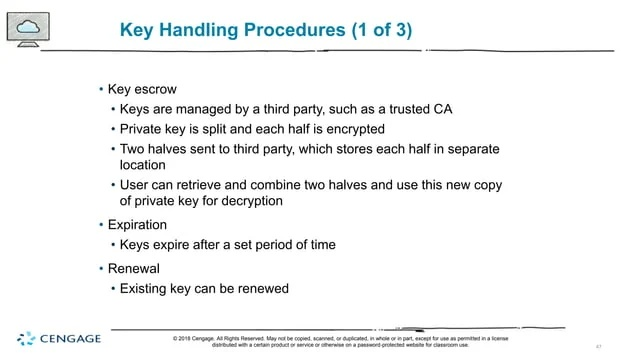 Key Handling Procedures (1 of 3)
• Key escrow
• Keys are managed by a third party, such as a trusted CA
• Private key is split and each half is encrypted
• Two halves sent to third party, which stores each half in separate
location
• User can retrieve and combine two halves and use this new copy
of private key for decryption
• Expiration
• Keys expire after a set period of time
• Renewal
• Existing key can be renewed
CENGAGE
© 2018 Cengage. All Rights Reserved. May not be copied, scanned, or duplicated, in whole or in part, except for use as permitted in a license
distributed with a certain product or service or otherwise on a password-protected website for classroom use.
47